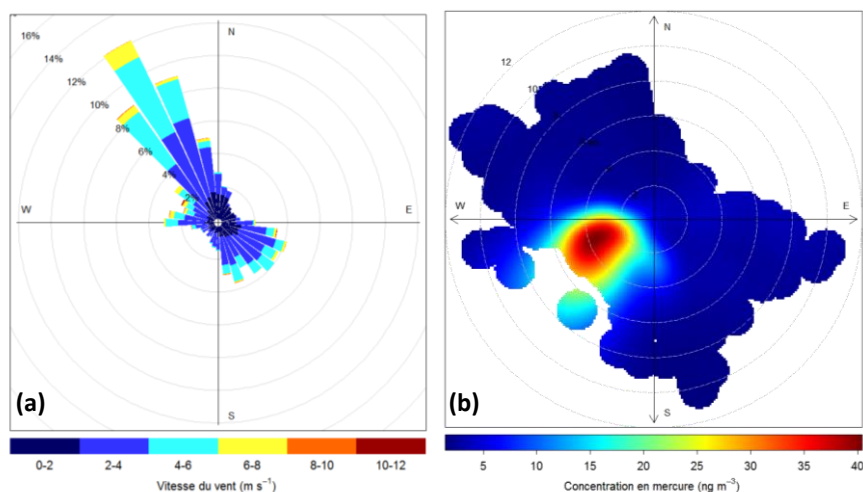 16%
14%
12%
10%
8%
6%
4%
N
W
E
S
(a)
0-2 2-4 4-6 6-8 8-10 10-12
Vitesse du vent (m s⁻¹)
12
10
N
W
E
S
(b)
5 10 15 20 25 30 35 40
Concentration en mercure (ng m⁻³)